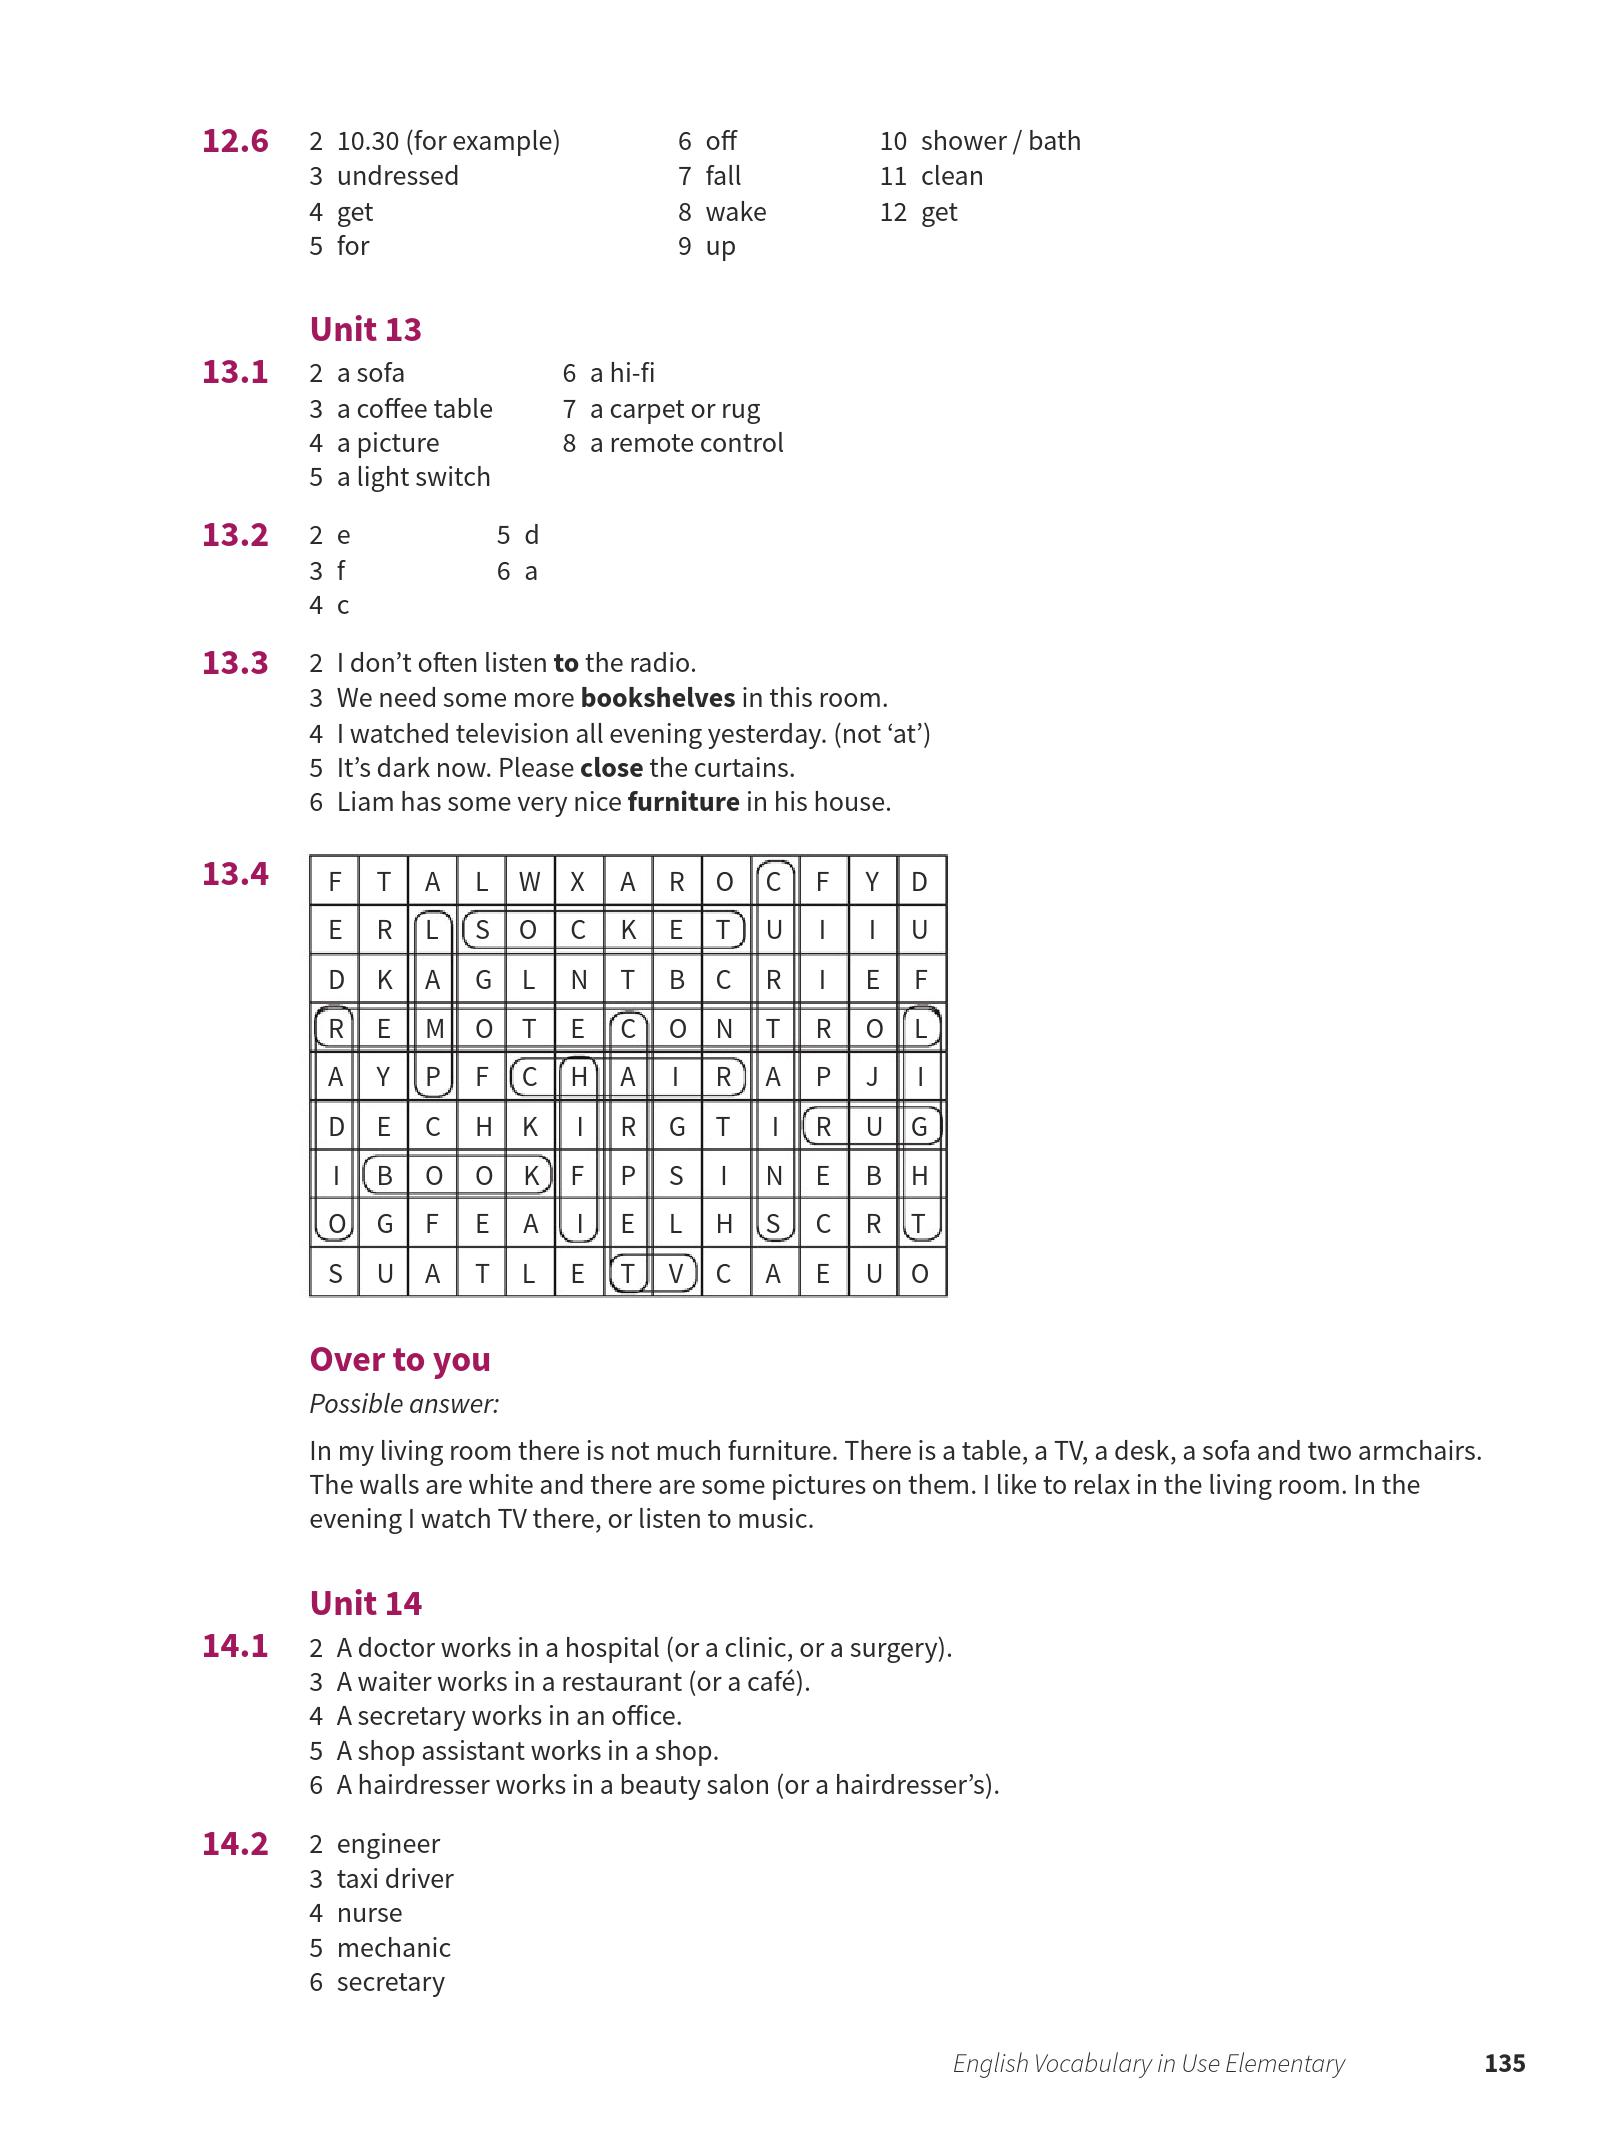 12.6 2 10.30 (for example) 6 off 10 shower / bath
3 undressed 7 fall 11 clean
4 get 8 wake 12 get
5 for 9 up
Unit 13
13.1 2 a sofa 6 a hi-fi
3 a coffee table 7 a carpet or rug
4 a picture 8 a remote control
5 a light switch
13.2 2 e 5 d
3 f 6 a
4 c
13.3 2 I don’t often listen to the radio.
3 We need some more bookshelves in this room.
4 I watched television all evening yesterday. (not ‘at’)
5 It’s dark now. Please close the curtains.
6 Liam has some very nice furniture in his house.
13.4
F T A L W X A R O C F Y D
E R L S O C K E T U I I U
D K A G L N T B C R I E F
R E M O T E C O N T R O L
A Y P F C H A I R A P J I
D E C H K I R G T I R U G
I B O O K F P S I N E B H
O G F E A I E L H S C R T
S U A T L E T V C A E U O
Over to you
Possible answer:
In my living room there is not much furniture. There is a table, a TV, a desk, a sofa and two armchairs.
The walls are white and there are some pictures on them. I like to relax in the living room. In the
evening I watch TV there, or listen to music.
Unit 14
14.1 2 A doctor works in a hospital (or a clinic, or a surgery).
3 A waiter works in a restaurant (or a café).
4 A secretary works in an office.
5 A shop assistant works in a shop.
6 A hairdresser works in a beauty salon (or a hairdresser’s).
14.2 2 engineer
3 taxi driver
4 nurse
5 mechanic
6 secretary
English Vocabulary in Use Elementary 135